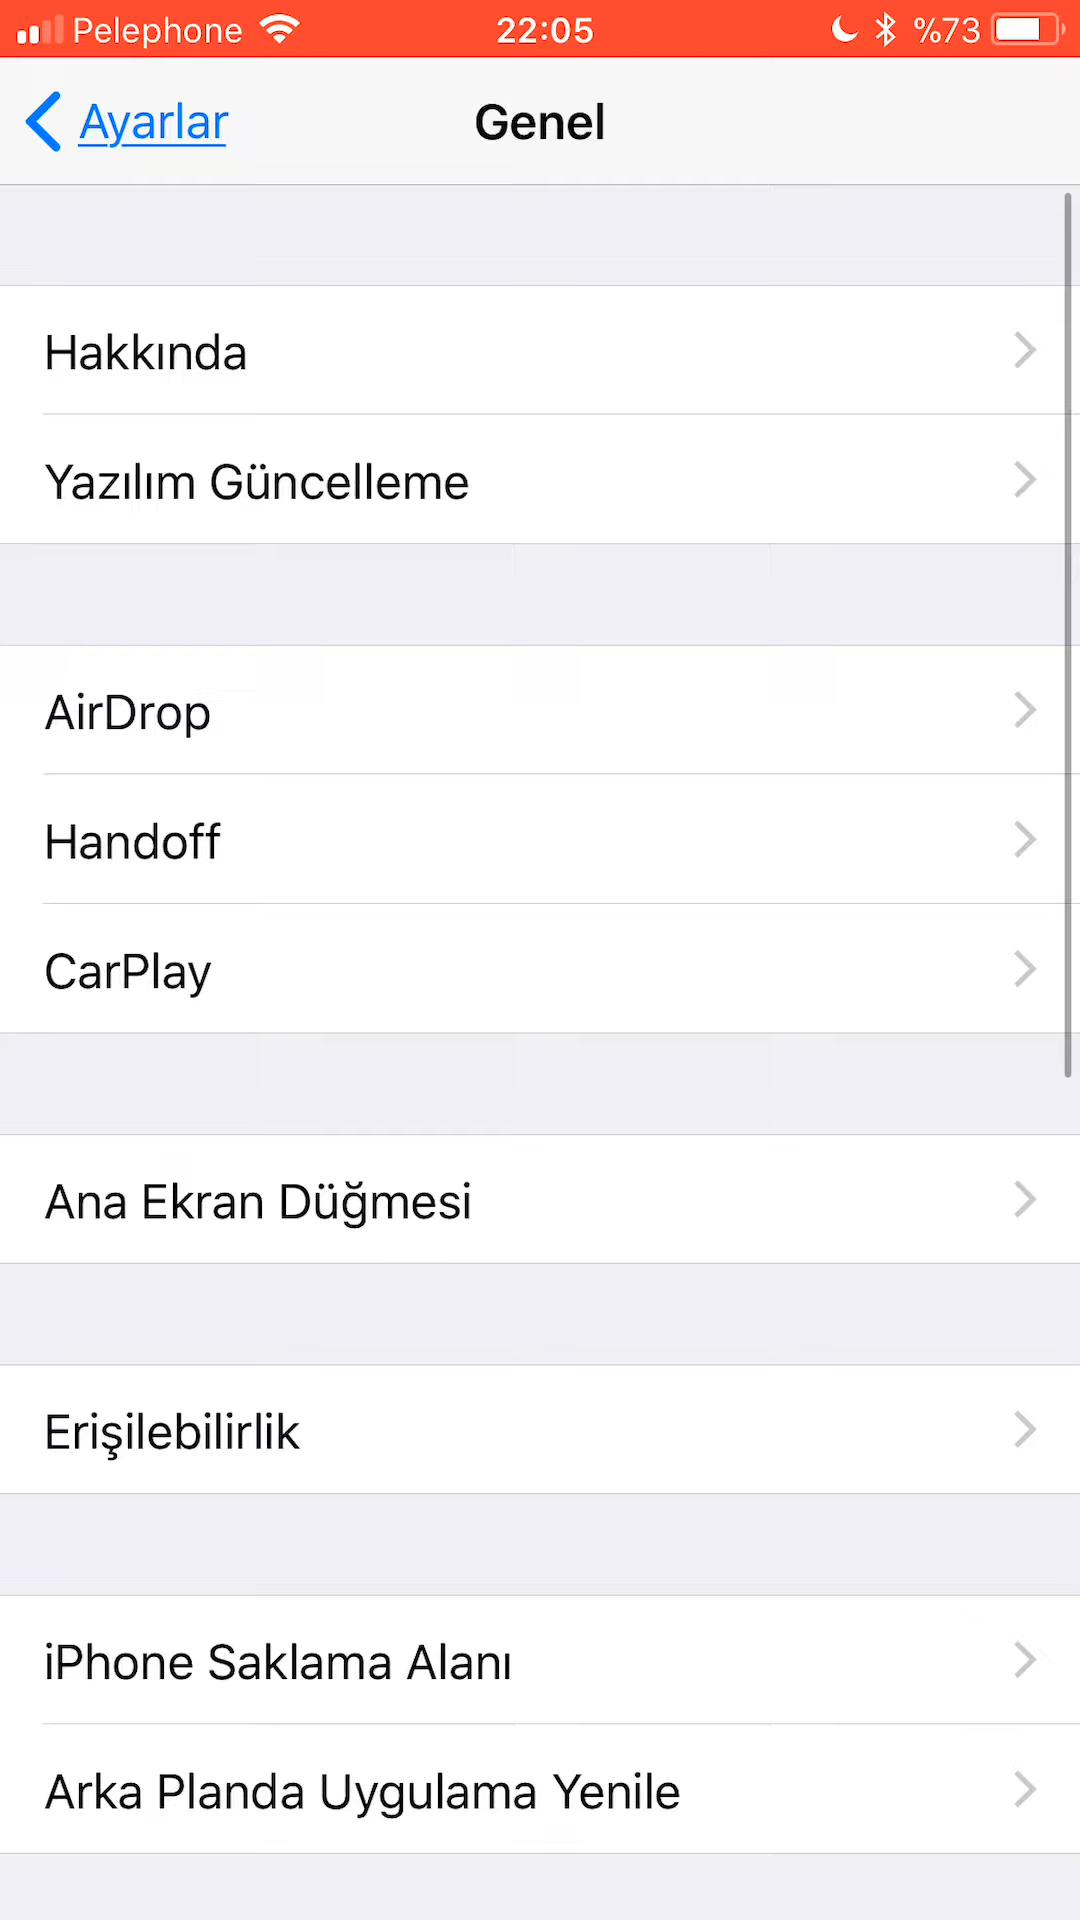 Pelephone 22:05 %73
Ayarlar Genel
Hakkında
Yazılım Güncelleme
AirDrop
Handoff
CarPlay
Ana Ekran Düğmesi
Erişilebilirlik
iPhone Saklama Alanı
Arka Planda Uygulama Yenile